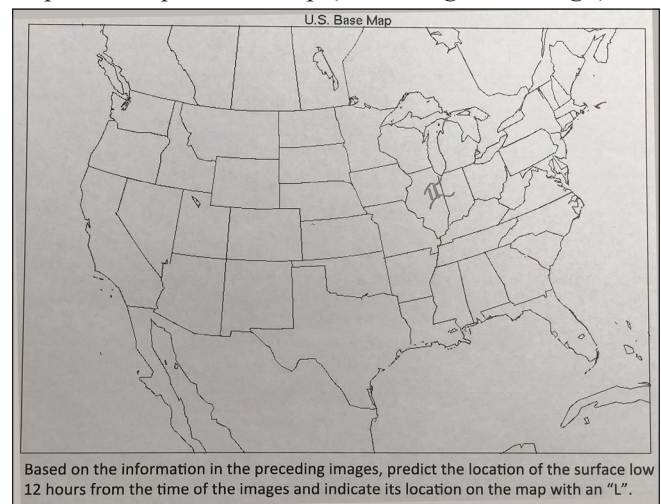 U.S. Base Map
L
Based on the information in the preceding images, predict the location of the surface low
12 hours from the time of the images and indicate its location on the map with an “L”.